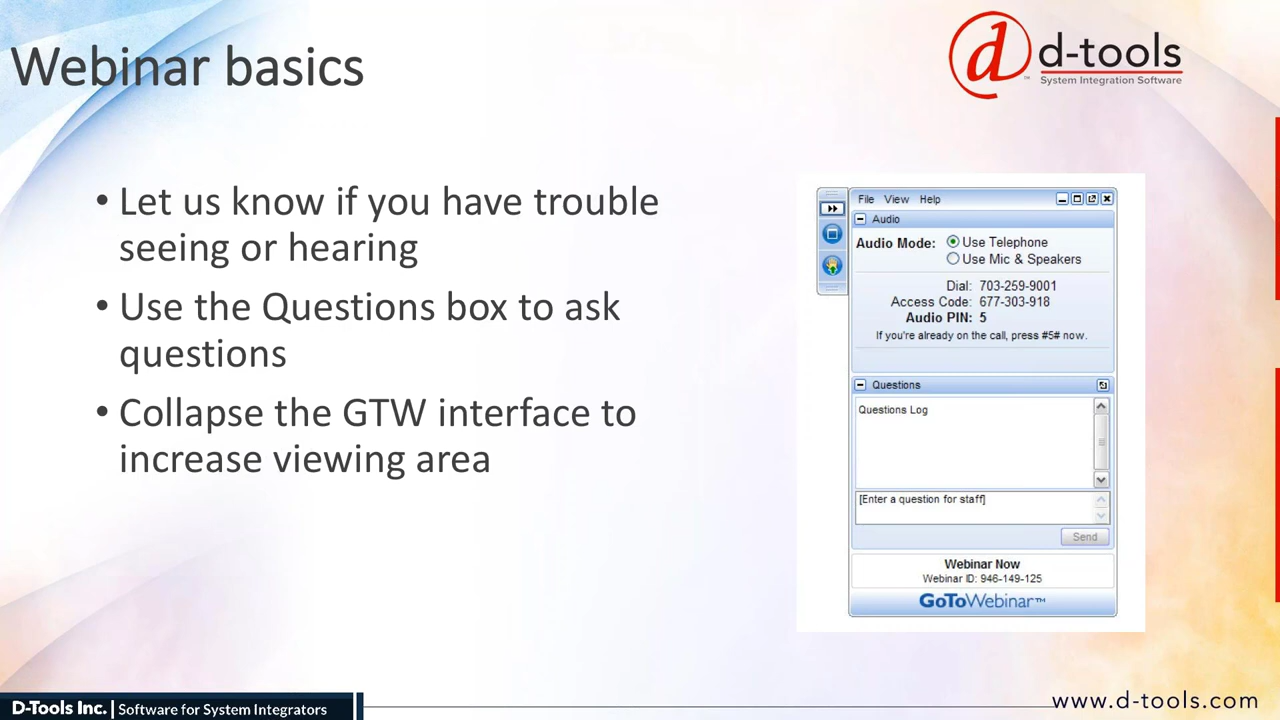 Webinar basics
d d-tools
™ System Integration Software
• Let us know if you have trouble
seeing or hearing
• Use the Questions box to ask
questions
• Collapse the GTW interface to
increase viewing area
File View Help
Audio
Audio Mode: Use Telephone
Use Mic & Speakers
Dial: 703-259-9001
Access Code: 677-303-918
Audio PIN: 5
If you're already on the call, press #5# now.
Questions
Questions Log
[Enter a question for staff]
Send
Webinar Now
Webinar ID: 946-149-125
GoToWebinar™
D-Tools Inc. | Software for System Integrators
www.d-tools.com